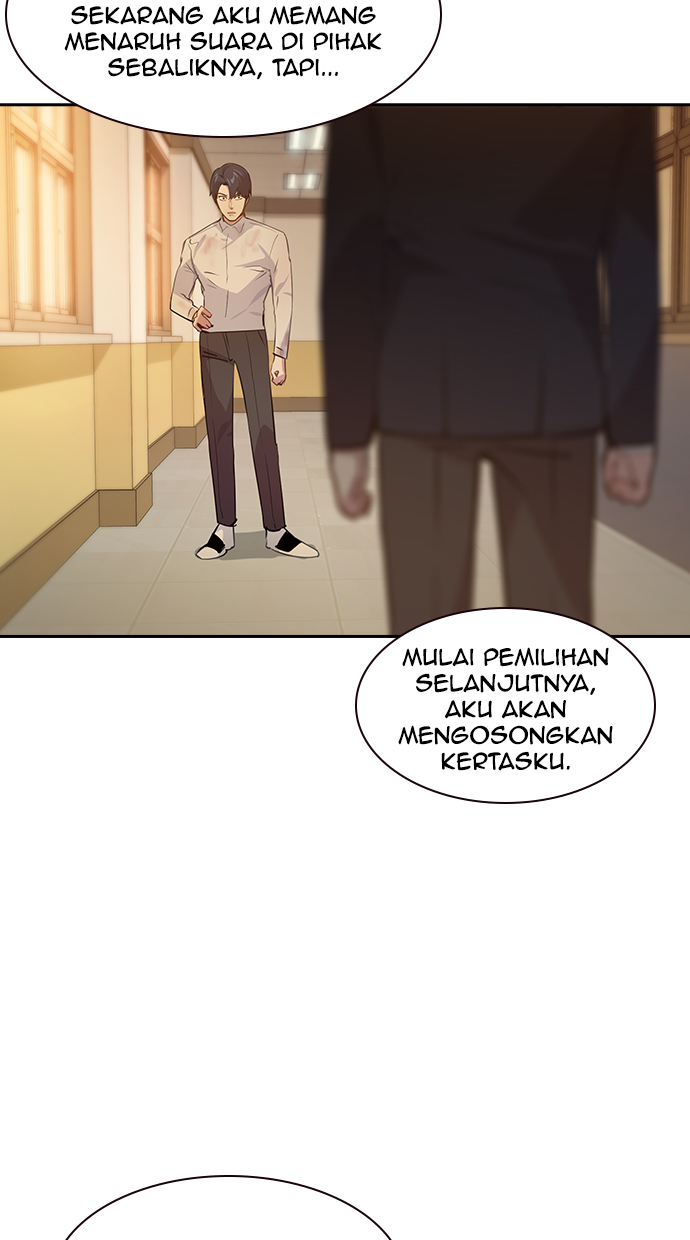 SEKARANG AKU MEMANG
MENARUH SUARA DI PIHAK
SEBALIKNYA, TAPI...
MULAI PEMILIHAN
SELANJUTNYA,
AKU AKAN
MENGOSONGKAN
KERTASKU.